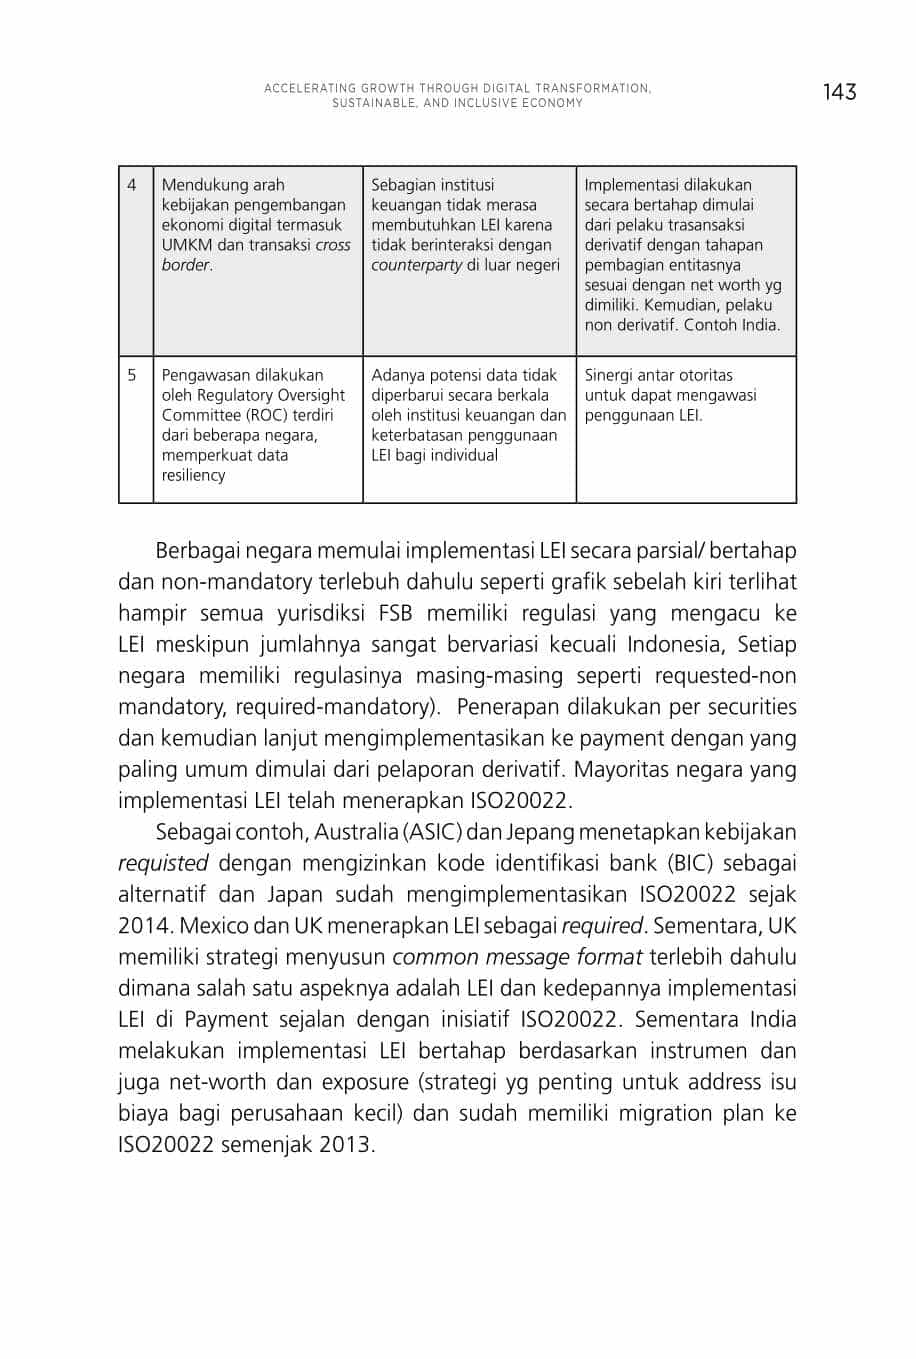 ACCELERATING GROWTH THROUGH DIGITAL TRANSFORMATION,
SUSTAINABLE, AND INCLUSIVE ECONOMY
143
4
Mendukung arah
kebijakan pengembangan
ekonomi digital termasuk
UMKM dan transaksi cross
border.
Sebagian institusi
keuangan tidak merasa
membutuhkan LEI karena
tidak berinteraksi dengan
counterparty di luar negeri
Implementasi dilakukan
secara bertahap dimulai
dari pelaku trasansaksi
derivatif dengan tahapan
pembagian entitasnya
sesuai dengan net worth yg
dimiliki. Kemudian, pelaku
non derivatif. Contoh India.
5
Pengawasan dilakukan
oleh Regulatory Oversight
Committee (ROC) terdiri
dari beberapa negara,
memperkuat data
resiliency
Adanya potensi data tidak
diperbarui secara berkala
oleh institusi keuangan dan
keterbatasan penggunaan
LEI bagi individual
Sinergi antar otoritas
untuk dapat mengawasi
penggunaan LEI.
Berbagai negara memulai implementasi LEI secara parsial/ bertahap
dan non-mandatory terlebuh dahulu seperti grafik sebelah kiri terlihat
hampir semua yurisdiksi FSB memiliki regulasi yang mengacu ke
LEI meskipun jumlahnya sangat bervariasi kecuali Indonesia, Setiap
negara memiliki regulasinya masing-masing seperti requested-non
mandatory, required-mandatory). Penerapan dilakukan per securities
dan kemudian lanjut mengimplementasikan ke payment dengan yang
paling umum dimulai dari pelaporan derivatif. Mayoritas negara yang
implementasi LEI telah menerapkan ISO20022.
Sebagai contoh, Australia (ASIC) dan Jepang menetapkan kebijakan
requisted dengan mengizinkan kode identifikasi bank (BIC) sebagai
alternatif dan Japan sudah mengimplementasikan ISO20022 sejak
2014. Mexico dan UK menerapkan LEI sebagai required. Sementara, UK
memiliki strategi menyusun common message format terlebih dahulu
dimana salah satu aspeknya adalah LEI dan kedepannya implementasi
LEI di Payment sejalan dengan inisiatif ISO20022. Sementara India
melakukan implementasi LEI bertahap berdasarkan instrumen dan
juga net-worth dan exposure (strategi yg penting untuk address isu
biaya bagi perusahaan kecil) dan sudah memiliki migration plan ke
ISO20022 semenjak 2013.